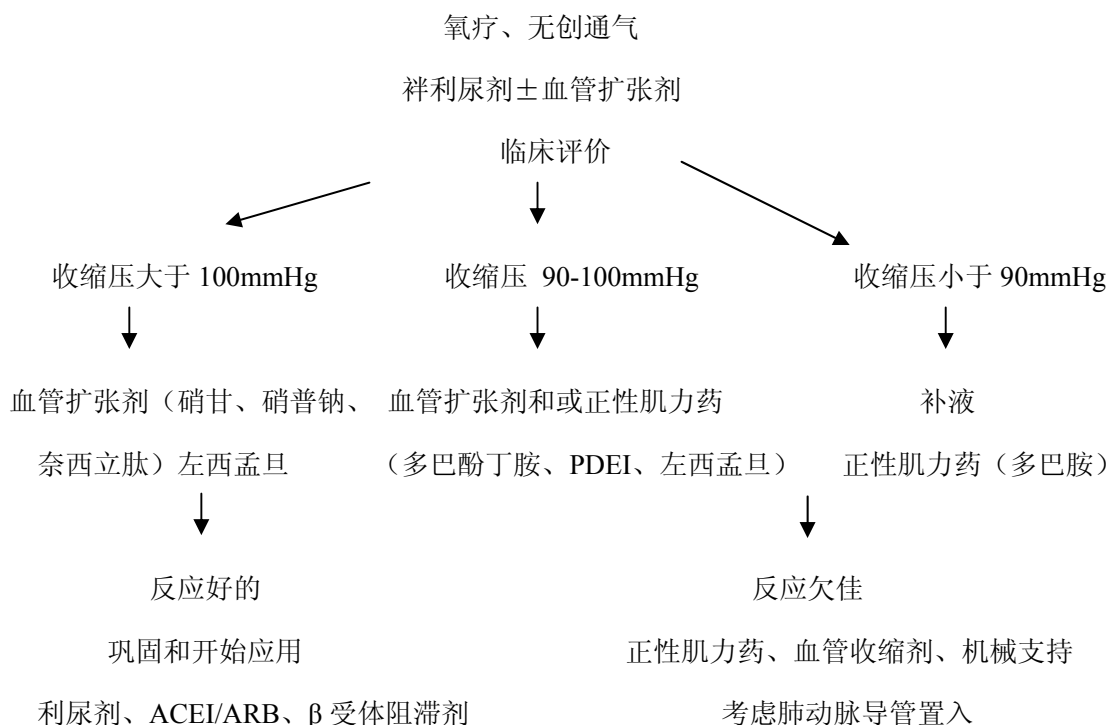 氧疗、无创通气
袢利尿剂±血管扩张剂
临床评价
收缩压大于 100mmHg
收缩压 90-100mmHg
收缩压小于 90mmHg
血管扩张剂（硝甘、硝普钠、
奈西立肽）左西孟旦
血管扩张剂和或正性肌力药
（多巴酚丁胺、PDEI、左西孟旦）
补液
正性肌力药（多巴胺）
反应好的
巩固和开始应用
利尿剂、ACEI/ARB、β 受体阻滞剂
反应欠佳
正性肌力药、血管收缩剂、机械支持
考虑肺动脉导管置入